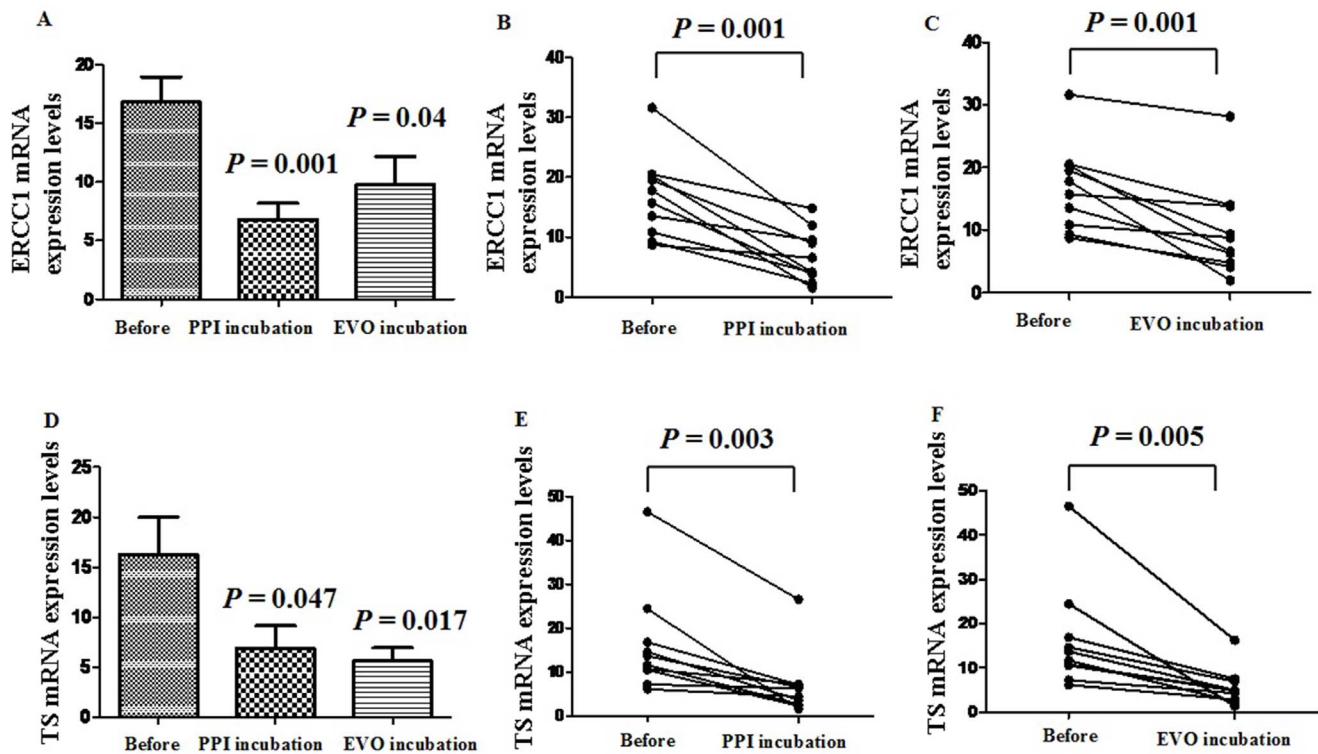 A
ERCC1 mRNA
expression levels
20
15
10
5
0
P = 0.001
P = 0.04
Before
PPI incubation
EVO incubation
B
P = 0.001
ERCC1 mRNA
expression levels
40
30
20
10
0
Before
PPI incubation
C
P = 0.001
ERCC1 mRNA
expression levels
40
30
20
10
0
Before
EVO incubation
D
TS mRNA expression levels
25
20
15
10
5
0
P = 0.047
P = 0.017
Before
PPI incubation
EVO incubation
E
P = 0.003
TS mRNA expression levels
50
40
30
20
10
0
Before
PPI incubation
F
P = 0.005
TS mRNA expression levels
50
40
30
20
10
0
Before
EVO incubation